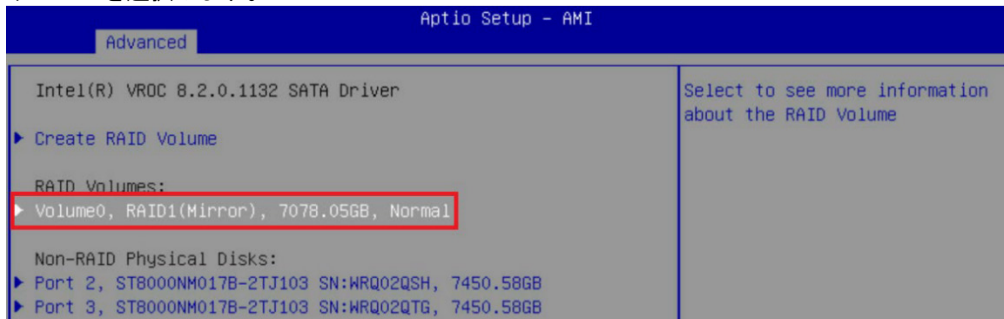 Aptio Setup - AMI
Advanced
Intel(R) VROC 8.2.0.1132 SATA Driver
Create RAID Volume
RAID Volumes:
Volume0, RAID1(Mirror), 7078.05GB, Normal
Non-RAID Physical Disks:
Port 2, ST8000NM017B-2TJ103 SN:WRQ02QSH, 7450.58GB
Port 3, ST8000NM017B-2TJ103 SN:WRQ02QTG, 7450.58GB
Select to see more information
about the RAID Volume